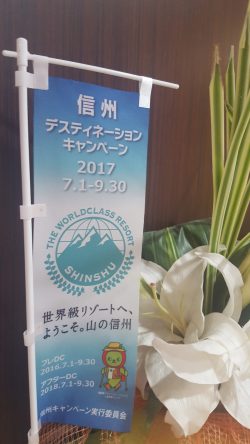 信州
デスティネーション
キャンペーン
2017
7.1-9.30
THE WORLDCLASS RESORT
SHINSHU
世界級リゾートへ、
ようこそ。山の信州
プレDC
2016.7.1-9.30
アフターDC
2018.7.1-9.30
信州キャンペーン実行委員会